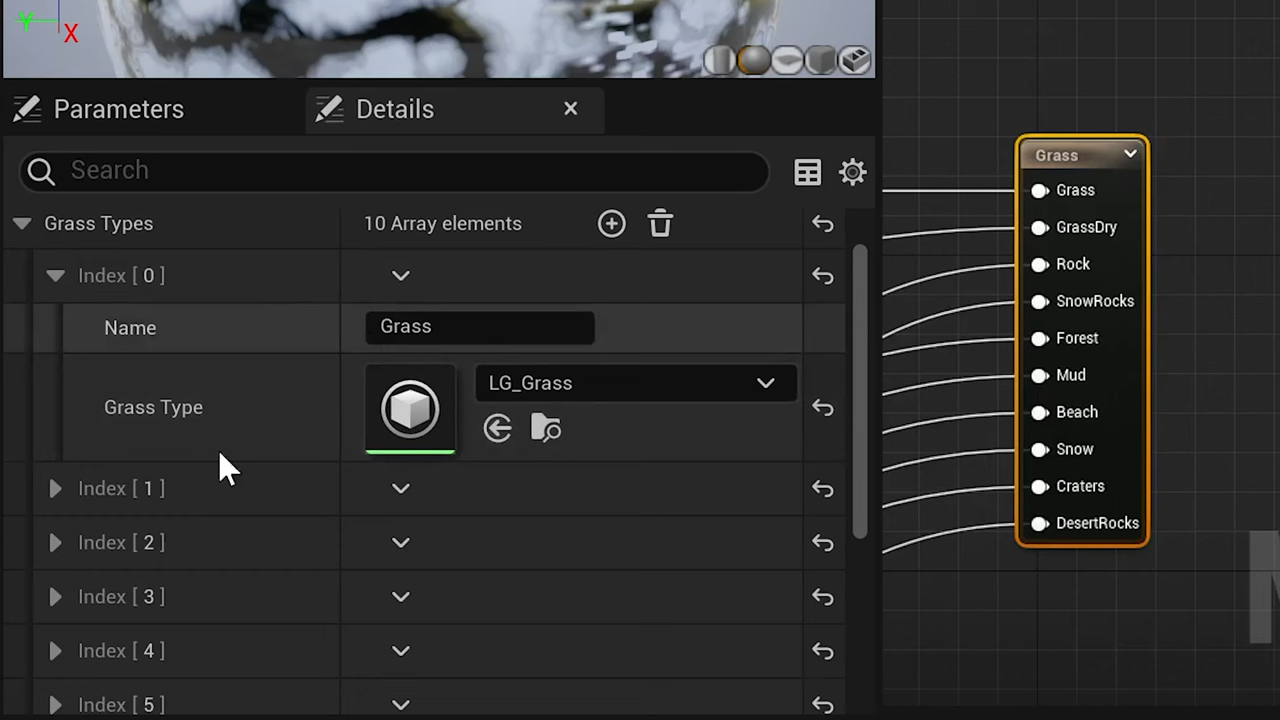 Y
X
Parameters
Details
Search
Grass Types
10 Array elements
Index [ 0 ]
Name
Grass
Grass Type
LG_Grass
Index [ 1 ]
Index [ 2 ]
Index [ 3 ]
Index [ 4 ]
Index [ 5 ]
Grass
Grass
GrassDry
Rock
SnowRocks
Forest
Mud
Beach
Snow
Craters
DesertRocks